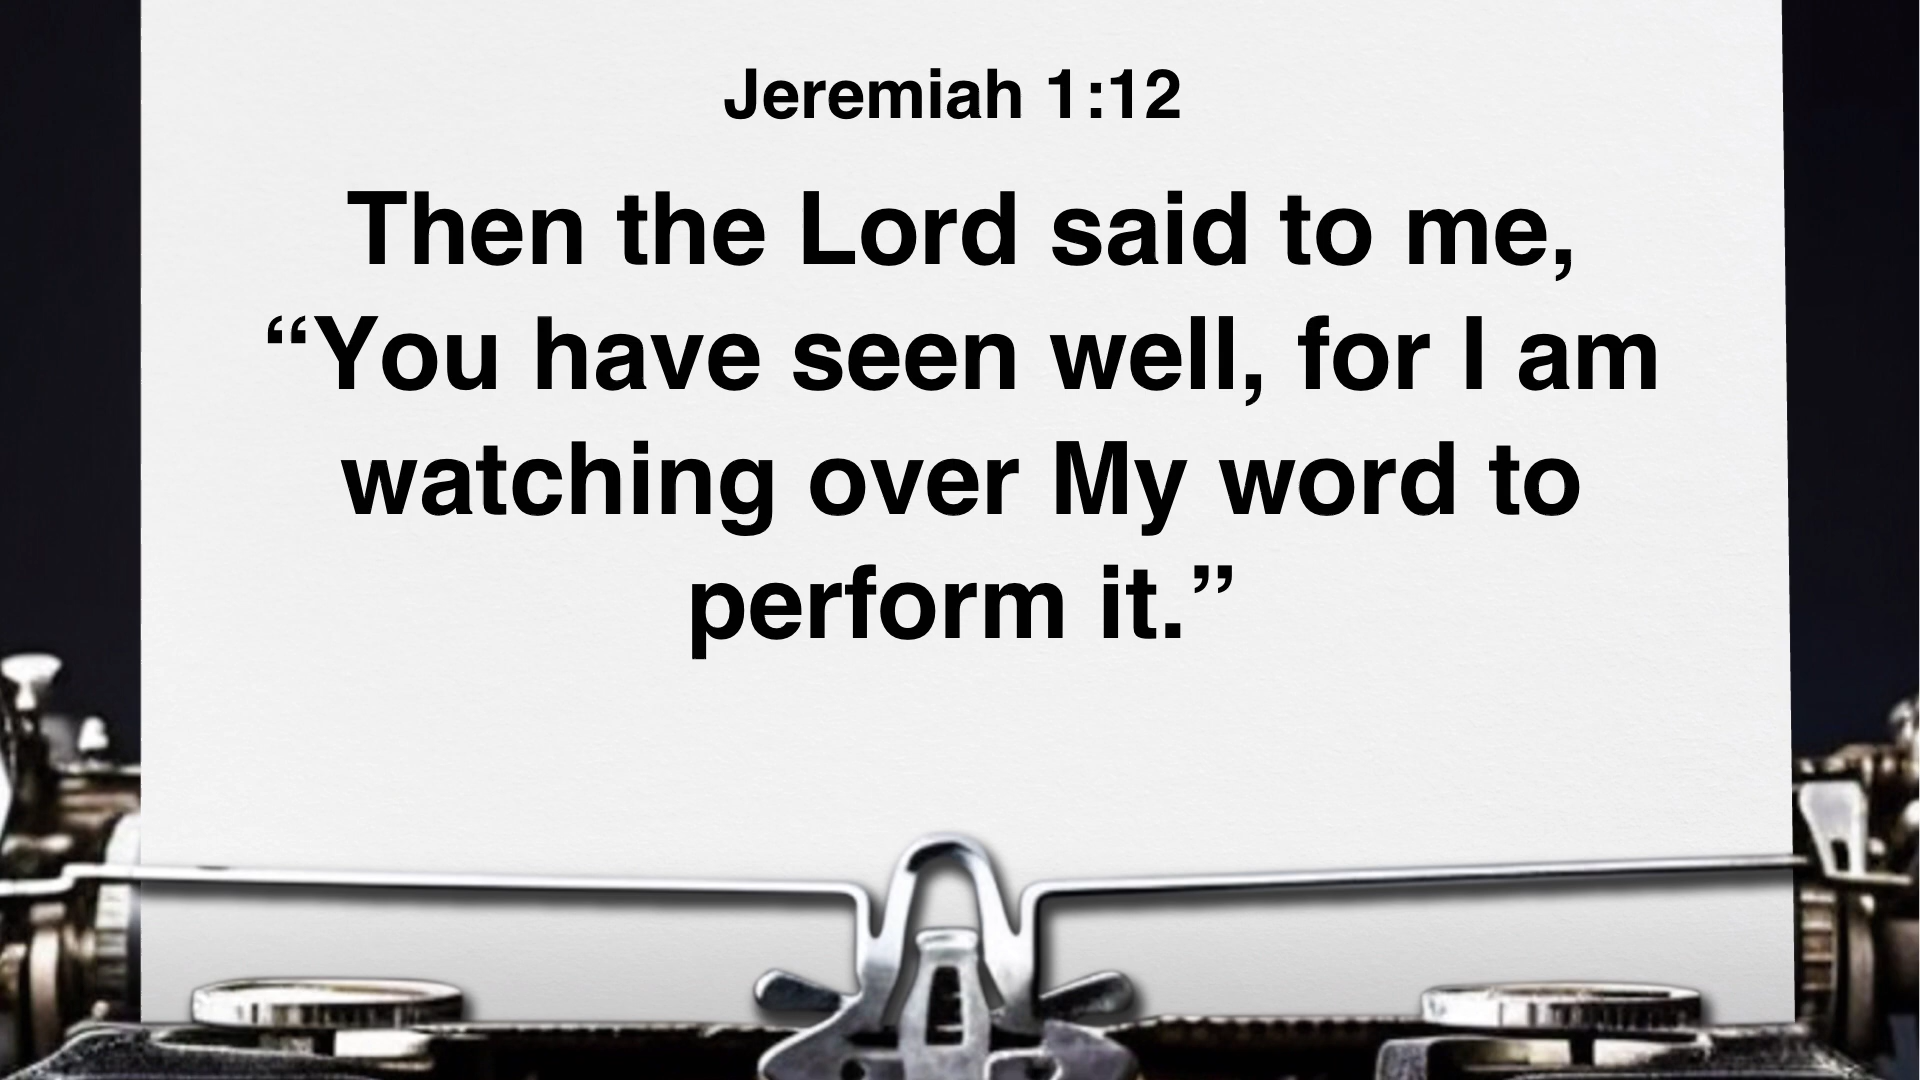 Jeremiah 1:12
Then the Lord said to me,
“You have seen well, for I am
watching over My word to
perform it.”